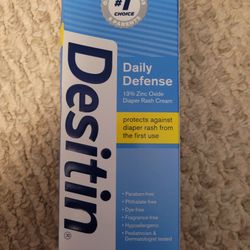 #1
CHOICE
Daily
Defense
13% Zinc Oxide
Diaper Rash Cream
protects against
diaper rash from
the first use
Desitin®
• Paraben free
• Phthalate free
• Dye-free
• Fragrance-free
• Hypoallergenic
• Pediatrician &
Dermatologist tested